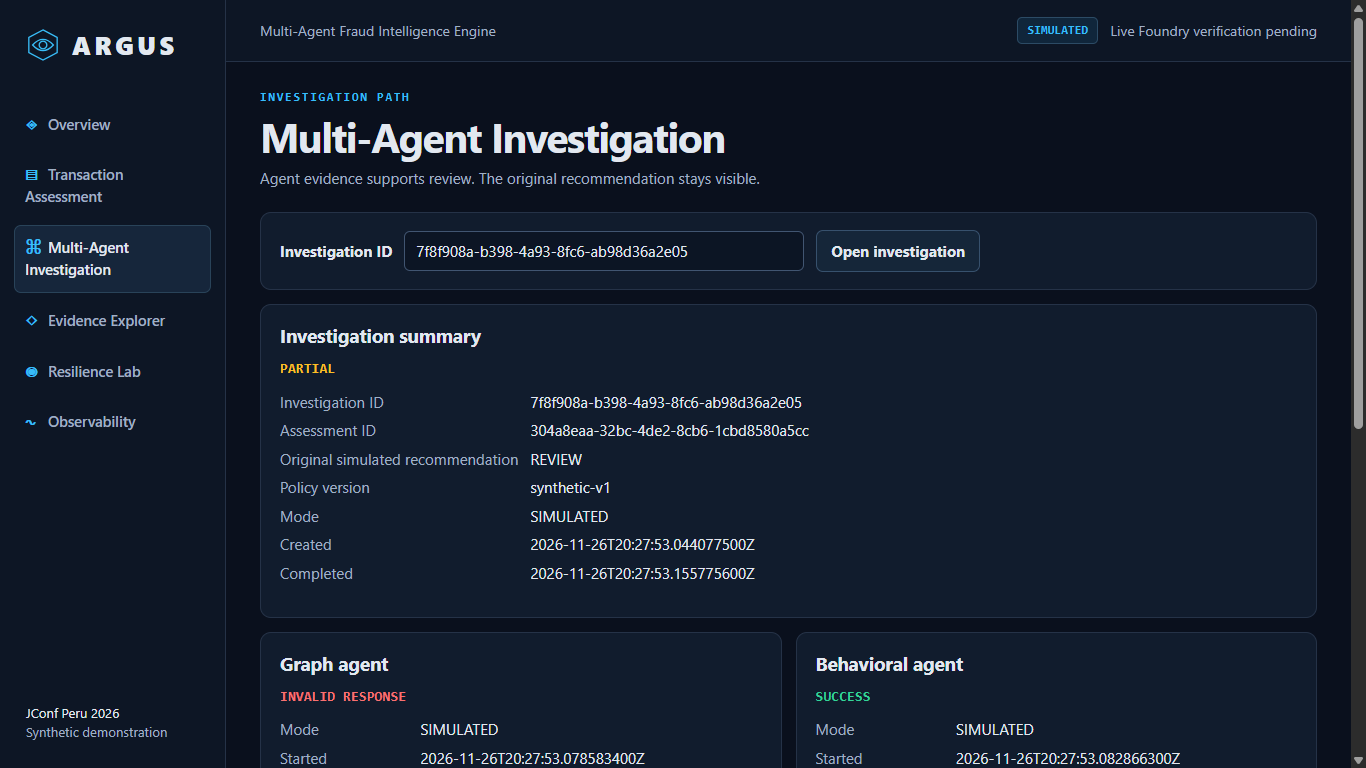 ARGUS
Multi-Agent Fraud Intelligence Engine
SIMULATED
Live Foundry verification pending
Overview
Transaction
Assessment
Multi-Agent
Investigation
Evidence Explorer
Resilience Lab
Observability
JConf Peru 2026
Synthetic demonstration
INVESTIGATION PATH
Multi-Agent Investigation
Agent evidence supports review. The original recommendation stays visible.
Investigation ID 7f8f908a-b398-4a93-8fc6-ab98d36a2e05 Open investigation
Investigation summary
PARTIAL
Investigation ID 7f8f908a-b398-4a93-8fc6-ab98d36a2e05
Assessment ID 304a8eaa-32bc-4de2-8cb6-1cbd8580a5cc
Original simulated recommendation REVIEW
Policy version synthetic-v1
Mode SIMULATED
Created 2026-11-26T20:27:53.044077500Z
Completed 2026-11-26T20:27:53.155775600Z
Graph agent
INVALID RESPONSE
Mode SIMULATED
Started 2026-11-26T20:27:53.078583400Z
Behavioral agent
SUCCESS
Mode SIMULATED
Started 2026-11-26T20:27:53.082866300Z